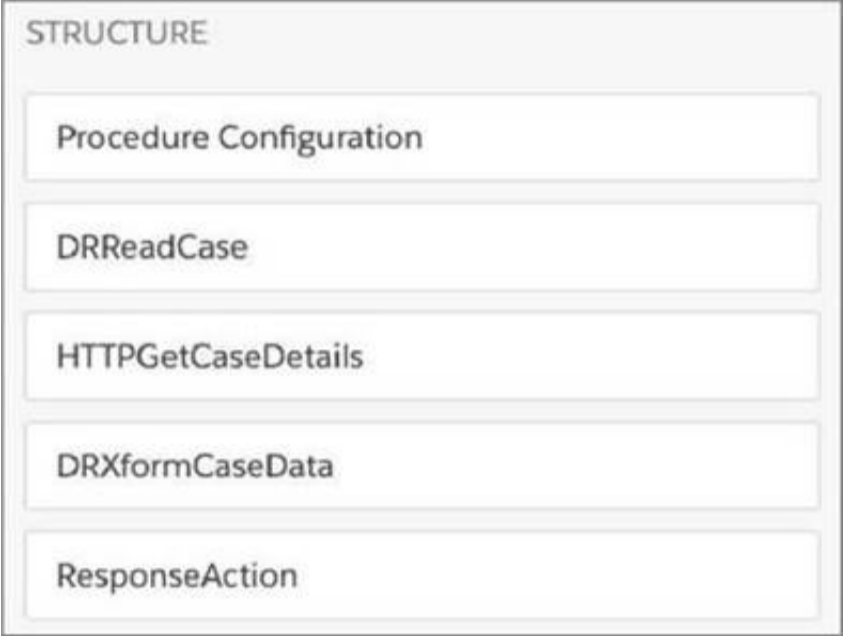 STRUCTURE
Procedure Configuration
DRReadCase
HTTPGetCaseDetails
DRXformCaseData
ResponseAction